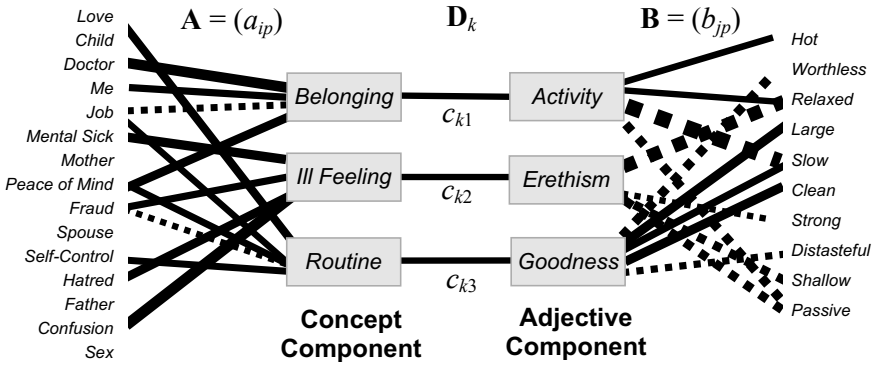 A = (a_ip)
D_k
B = (b_jp)
Love
Child
Doctor
Me
Job
Mental Sick
Mother
Peace of Mind
Fraud
Spouse
Self-Control
Hatred
Father
Confusion
Sex
Belonging
Ill Feeling
Routine
Concept
Component
c_k1
c_k2
c_k3
Activity
Erethism
Goodness
Adjective
Component
Hot
Worthless
Relaxed
Large
Slow
Clean
Strong
Distasteful
Shallow
Passive